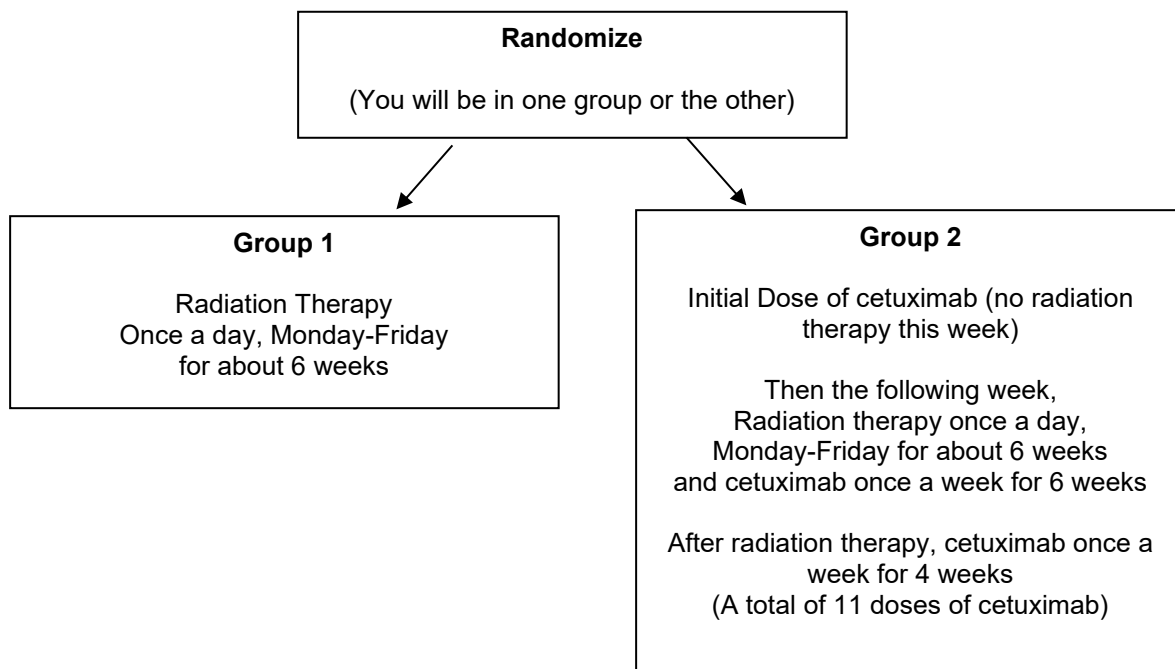 Randomize
(You will be in one group or the other)
Group 1
Radiation Therapy
Once a day, Monday-Friday
for about 6 weeks
Group 2
Initial Dose of cetuximab (no radiation
therapy this week)
Then the following week,
Radiation therapy once a day,
Monday-Friday for about 6 weeks
and cetuximab once a week for 6 weeks
After radiation therapy, cetuximab once a
week for 4 weeks
(A total of 11 doses of cetuximab)